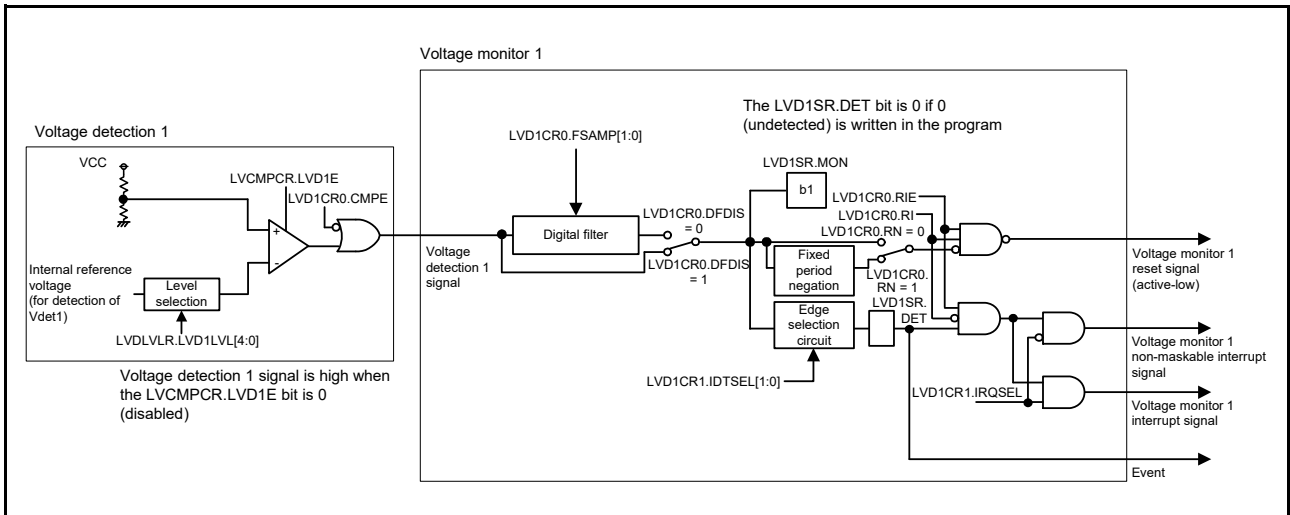 Voltage monitor 1
Voltage detection 1
VCC
LVCMPCR.LVD1E
LVD1CR0.CMPE
+
-
Internal reference
voltage
(for detection of
Vdet1)
Level
selection
LVDLVLR.LVD1LVL[4:0]
Voltage detection 1 signal is high when
the LVCMPCR.LVD1E bit is 0
(disabled)
Voltage
detection 1
signal
LVD1CR0.FSAMP[1:0]
Digital filter
LVD1CR0.DFDIS
= 0
LVD1CR0.DFDIS
= 1
The LVD1SR.DET bit is 0 if 0
(undetected) is written in the program
LVD1SR.MON
b1
LVD1CR0.RIE
LVD1CR0.RI
LVD1CR0.RN = 0
Fixed
period
negation
LVD1CR0.
RN = 1
LVD1SR.
DET
Edge
selection
circuit
LVD1CR1.IDTSEL[1:0]
LVD1CR1.IRQSEL
Voltage monitor 1
reset signal
(active-low)
Voltage monitor 1
non-maskable interrupt
signal
Voltage monitor 1
interrupt signal
Event